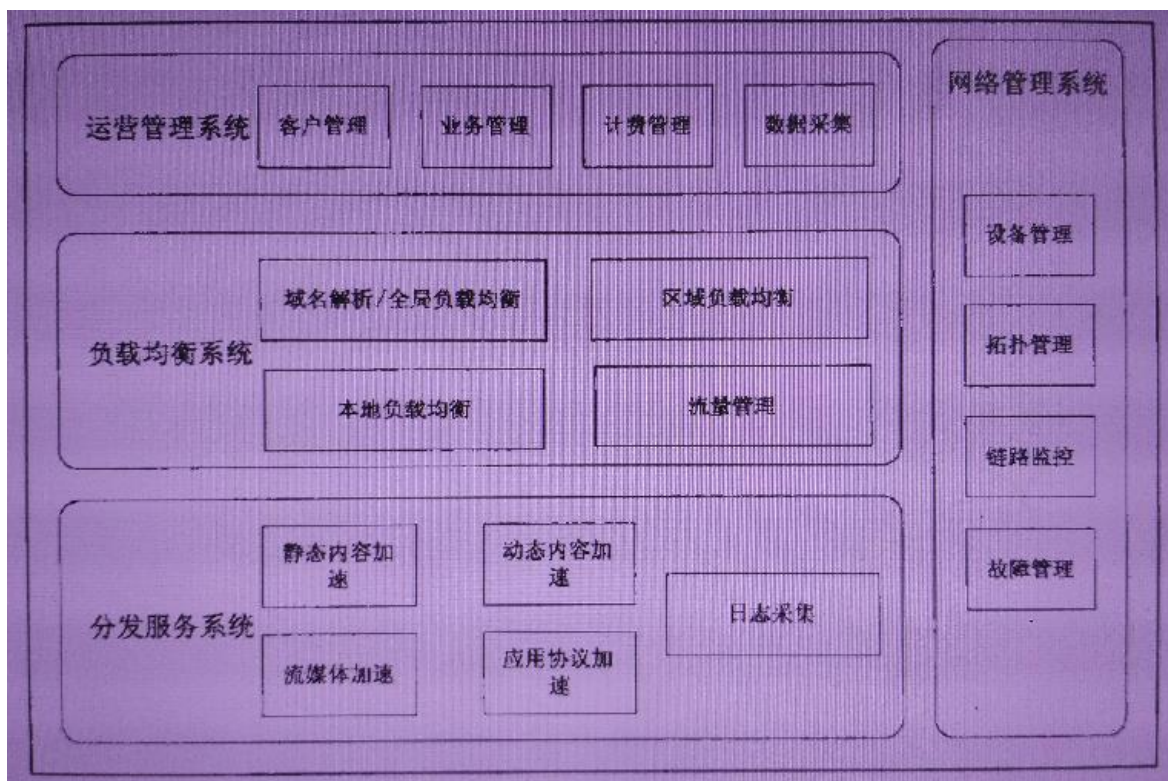 运营管理系统
客户管理
业务管理
计费管理
数据采集
负载均衡系统
域名解析/全局负载均衡
区域负载均衡
本地负载均衡
流量管理
分发服务系统
静态内容加
速
动态内容加
速
流媒体加速
应用协议加
速
日志采集
网络管理系统
设备管理
拓扑管理
链路监控
故障管理